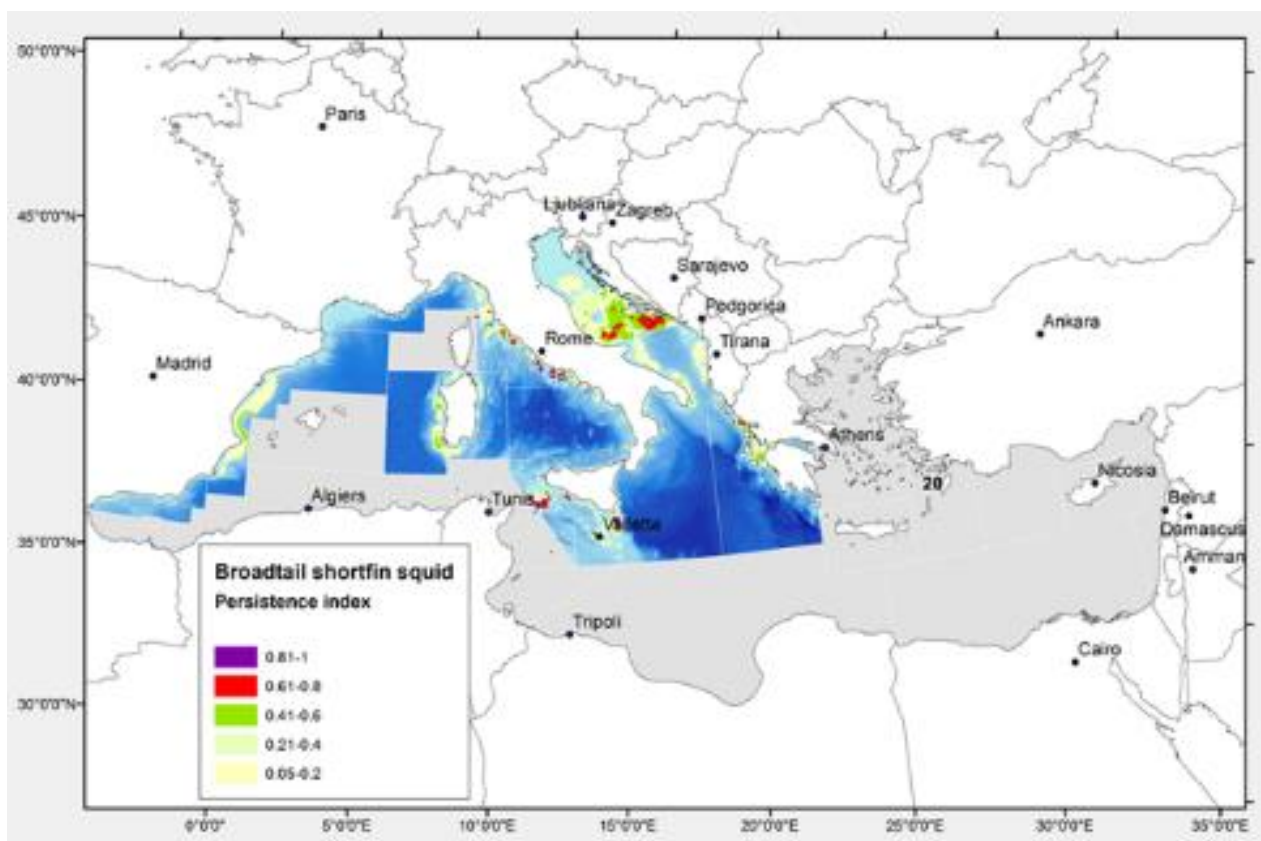 50°0'0"N
Paris
45°0'0"N
Ljubljana
Zagreb
Sarajevo
Podgorica
Ankara
Rome
Tirana
Madrid
40°0'0"N
Athens
20
Nicosia
Algiers
Tunis
Beirut
Valletta
Damascus
35°0'0"N
Amman
Broadtail shortfin squid
Persistence index
Tripoli
0.81-1
Cairo
0.61-0.8
30°0'0"N
0.41-0.6
0.21-0.4
0.05-0.2
0°0'0"
5°0'0"E
10°0'0"E
15°0'0"E
20°0'0"E
25°0'0"E
30°0'0"E
35°0'0"E